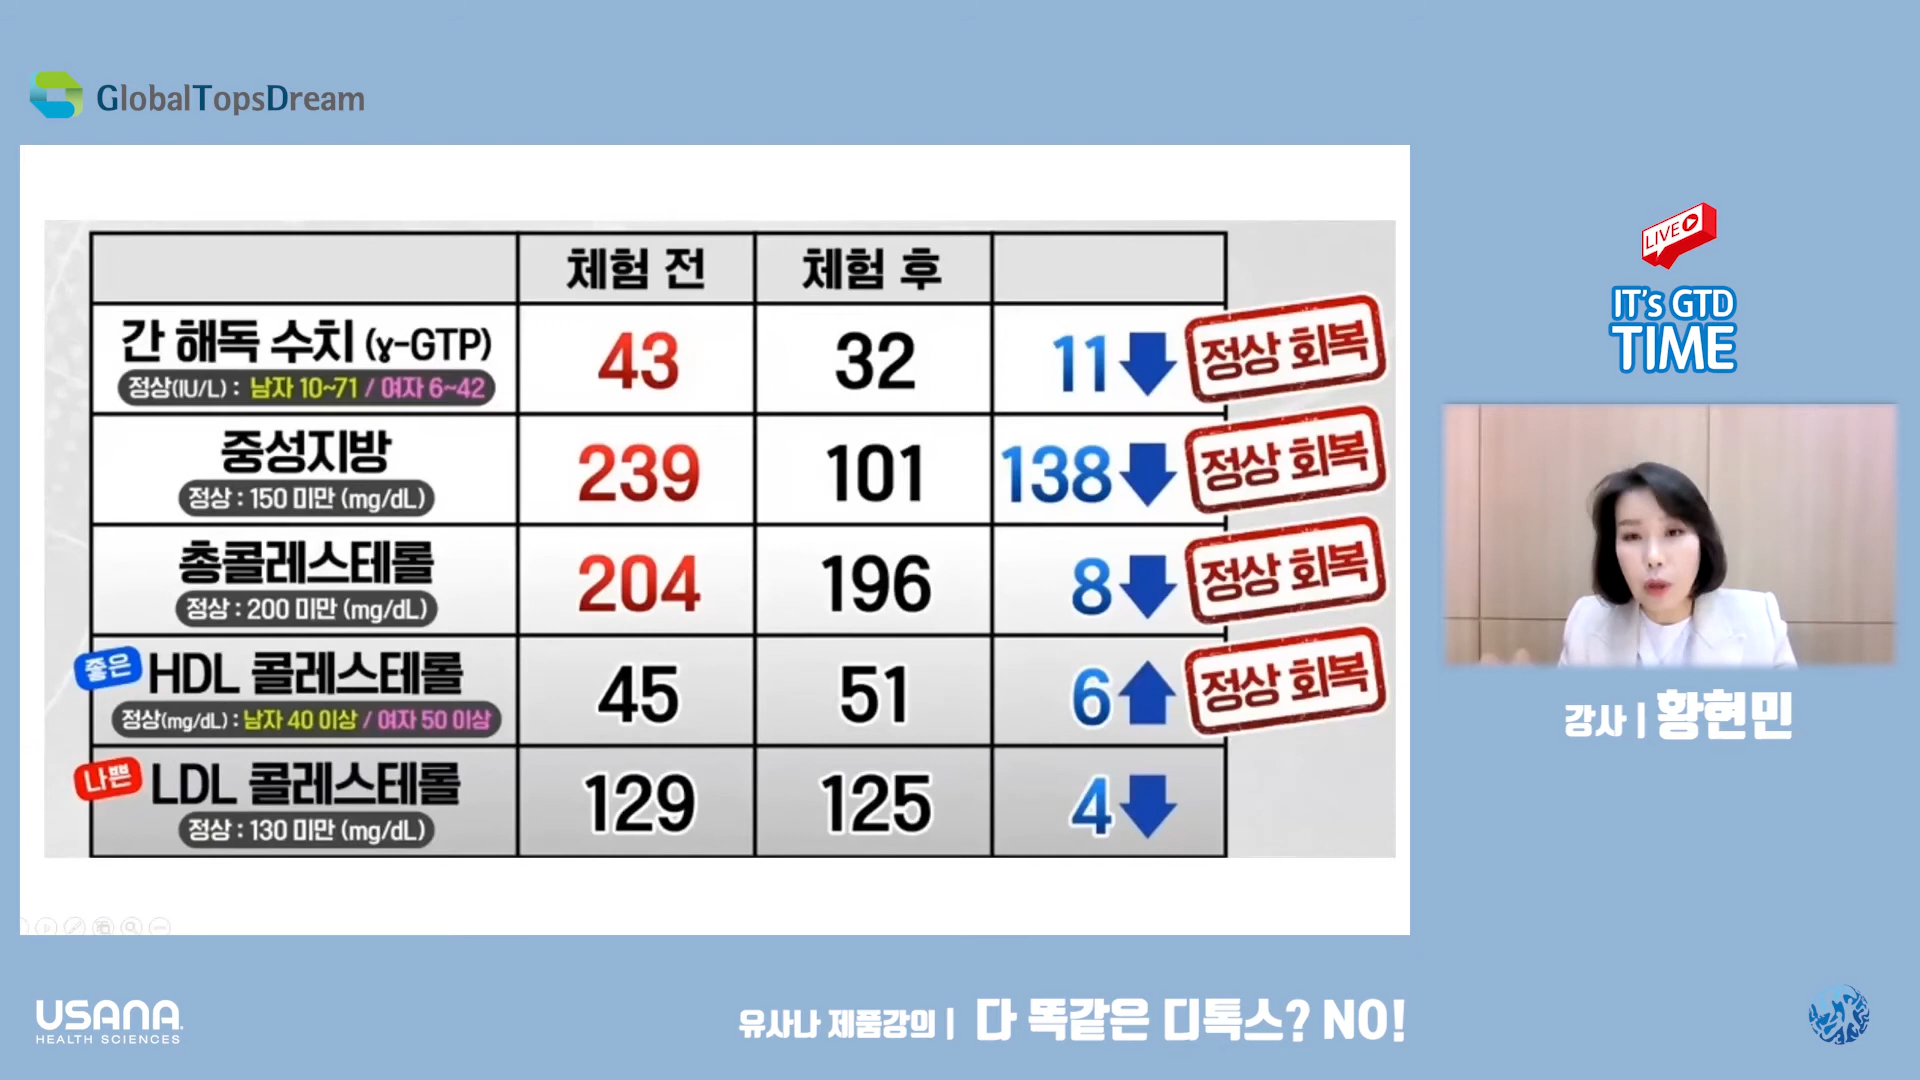 GlobalTopsDream
체험 전 체험 후
간 해독 수치 (ɤ-GTP) 43 32 11 정상 회복
정상(IU/L) : 남자 10~71 / 여자 6~42
중성지방 239 101 138 정상 회복
정상 : 150 미만 (mg/dL)
총콜레스테롤 204 196 8 정상 회복
정상 : 200 미만 (mg/dL)
좋은 HDL 콜레스테롤 45 51 6 정상 회복
정상(mg/dL) : 남자 40 이상 / 여자 50 이상
나쁜 LDL 콜레스테롤 129 125 4
정상 : 130 미만 (mg/dL)
LIVE
IT's GTD
TIME
강사 | 황현민
USANA
HEALTH SCIENCES
유사나 제품강의 | 다 똑같은 디톡스? NO!